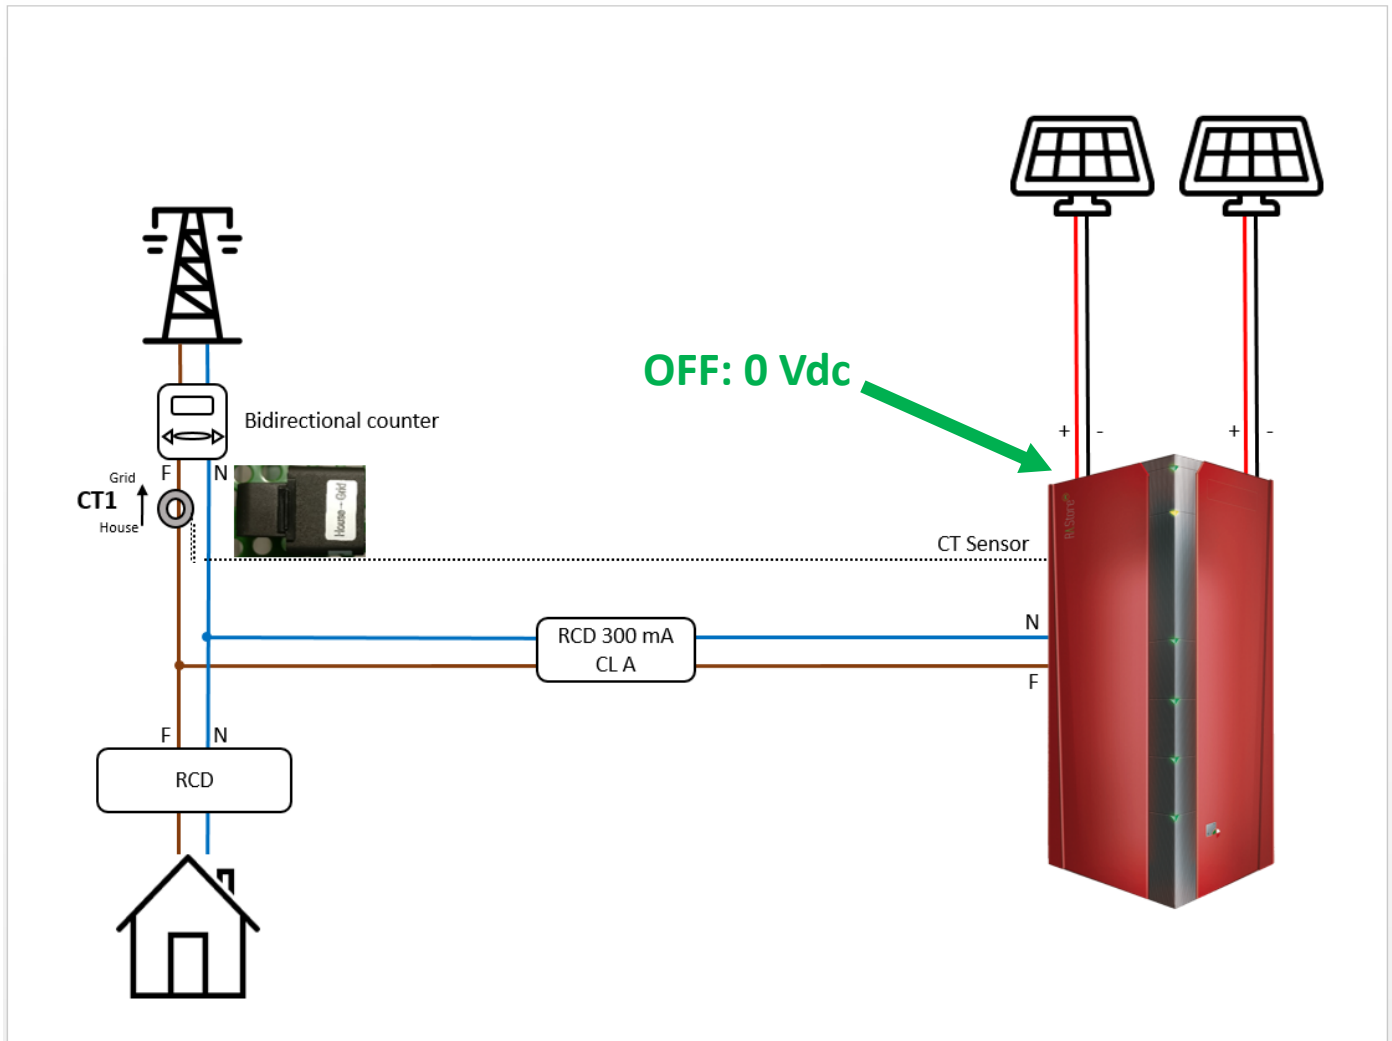 OFF: 0 Vdc
Bidirectional counter
+ -
+ -
F N
Grid
CT1
House
House - Grid
CT Sensor
N
RCD 300 mA
CL A
F
F N
RCD